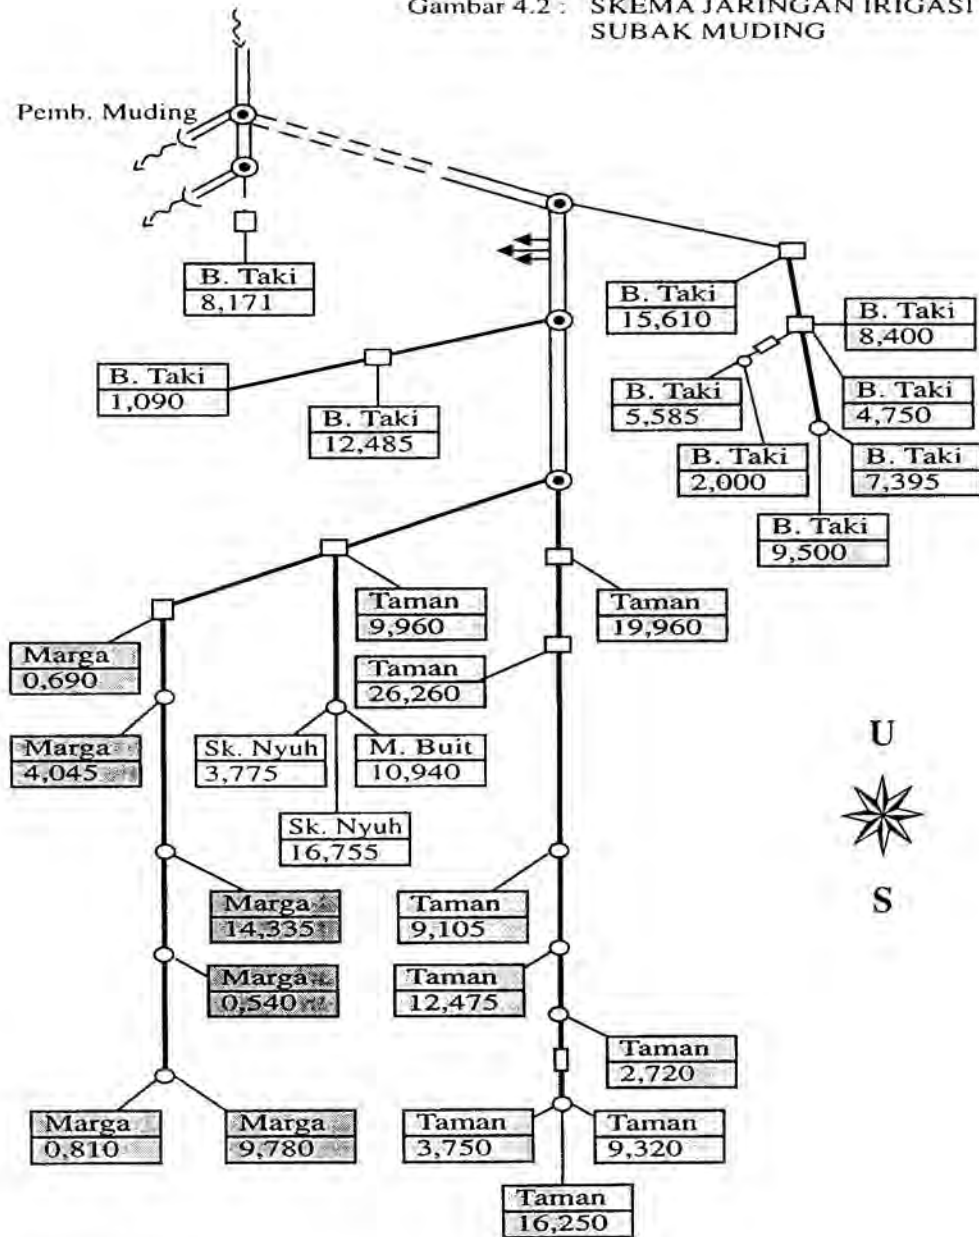 Gambar 4.2 : SKEMA JARINGAN IRIGASI
SUBAK MUDING
Pemb. Muding
B. Taki
8,171
B. Taki
15,610
B. Taki
8,400
B. Taki
1,090
B. Taki
12,485
B. Taki
5,585
B. Taki
4,750
B. Taki
2,000
B. Taki
7,395
B. Taki
9,500
Taman
9,960
Taman
19,960
Marga
0,690
Taman
26,260
Marga
4,045
Sk. Nyuh
3,775
M. Buit
10,940
Sk. Nyuh
16,755
U
S
Marga
14,335
Taman
9,105
Marga
0,540
Taman
12,475
Taman
2,720
Marga
0,810
Marga
9,780
Taman
3,750
Taman
9,320
Taman
16,250